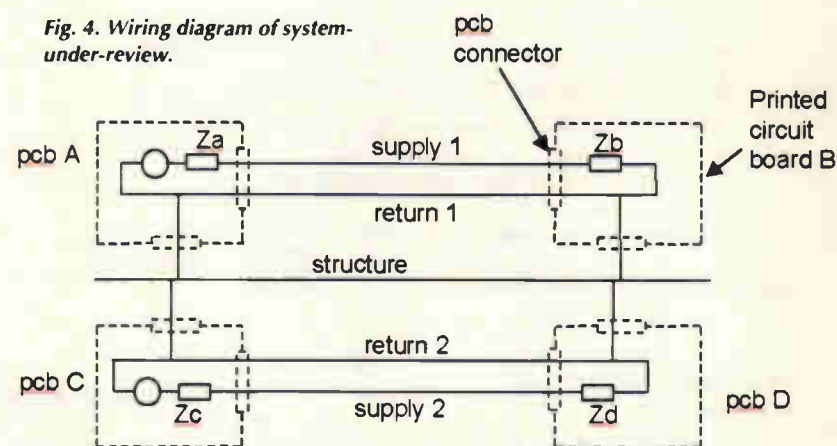 Fig. 4. Wiring diagram of system-
under-review.
pcb
connector
Printed
circuit
board B
pcb A
Za
supply 1
Zb
return 1
structure
return 2
pcb C
Zc
supply 2
Zd
pcb D